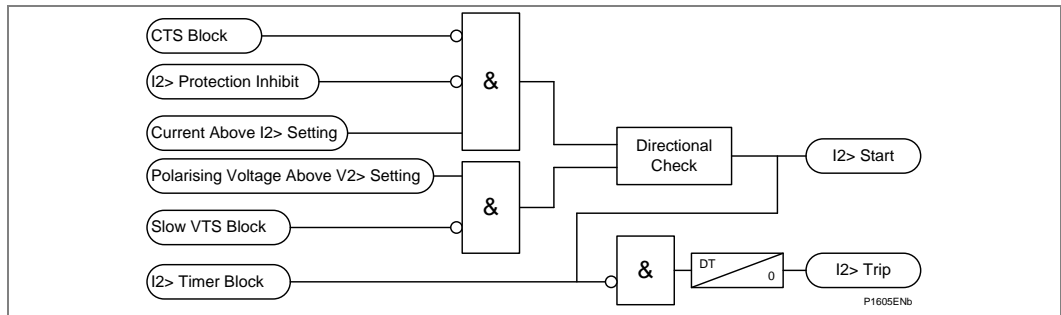 CTS Block
I2> Protection Inhibit
&
Current Above I2> Setting
Directional
Check
I2> Start
Polarising Voltage Above V2> Setting
&
Slow VTS Block
I2> Timer Block
&
DT
0
I2> Trip
P1605ENb